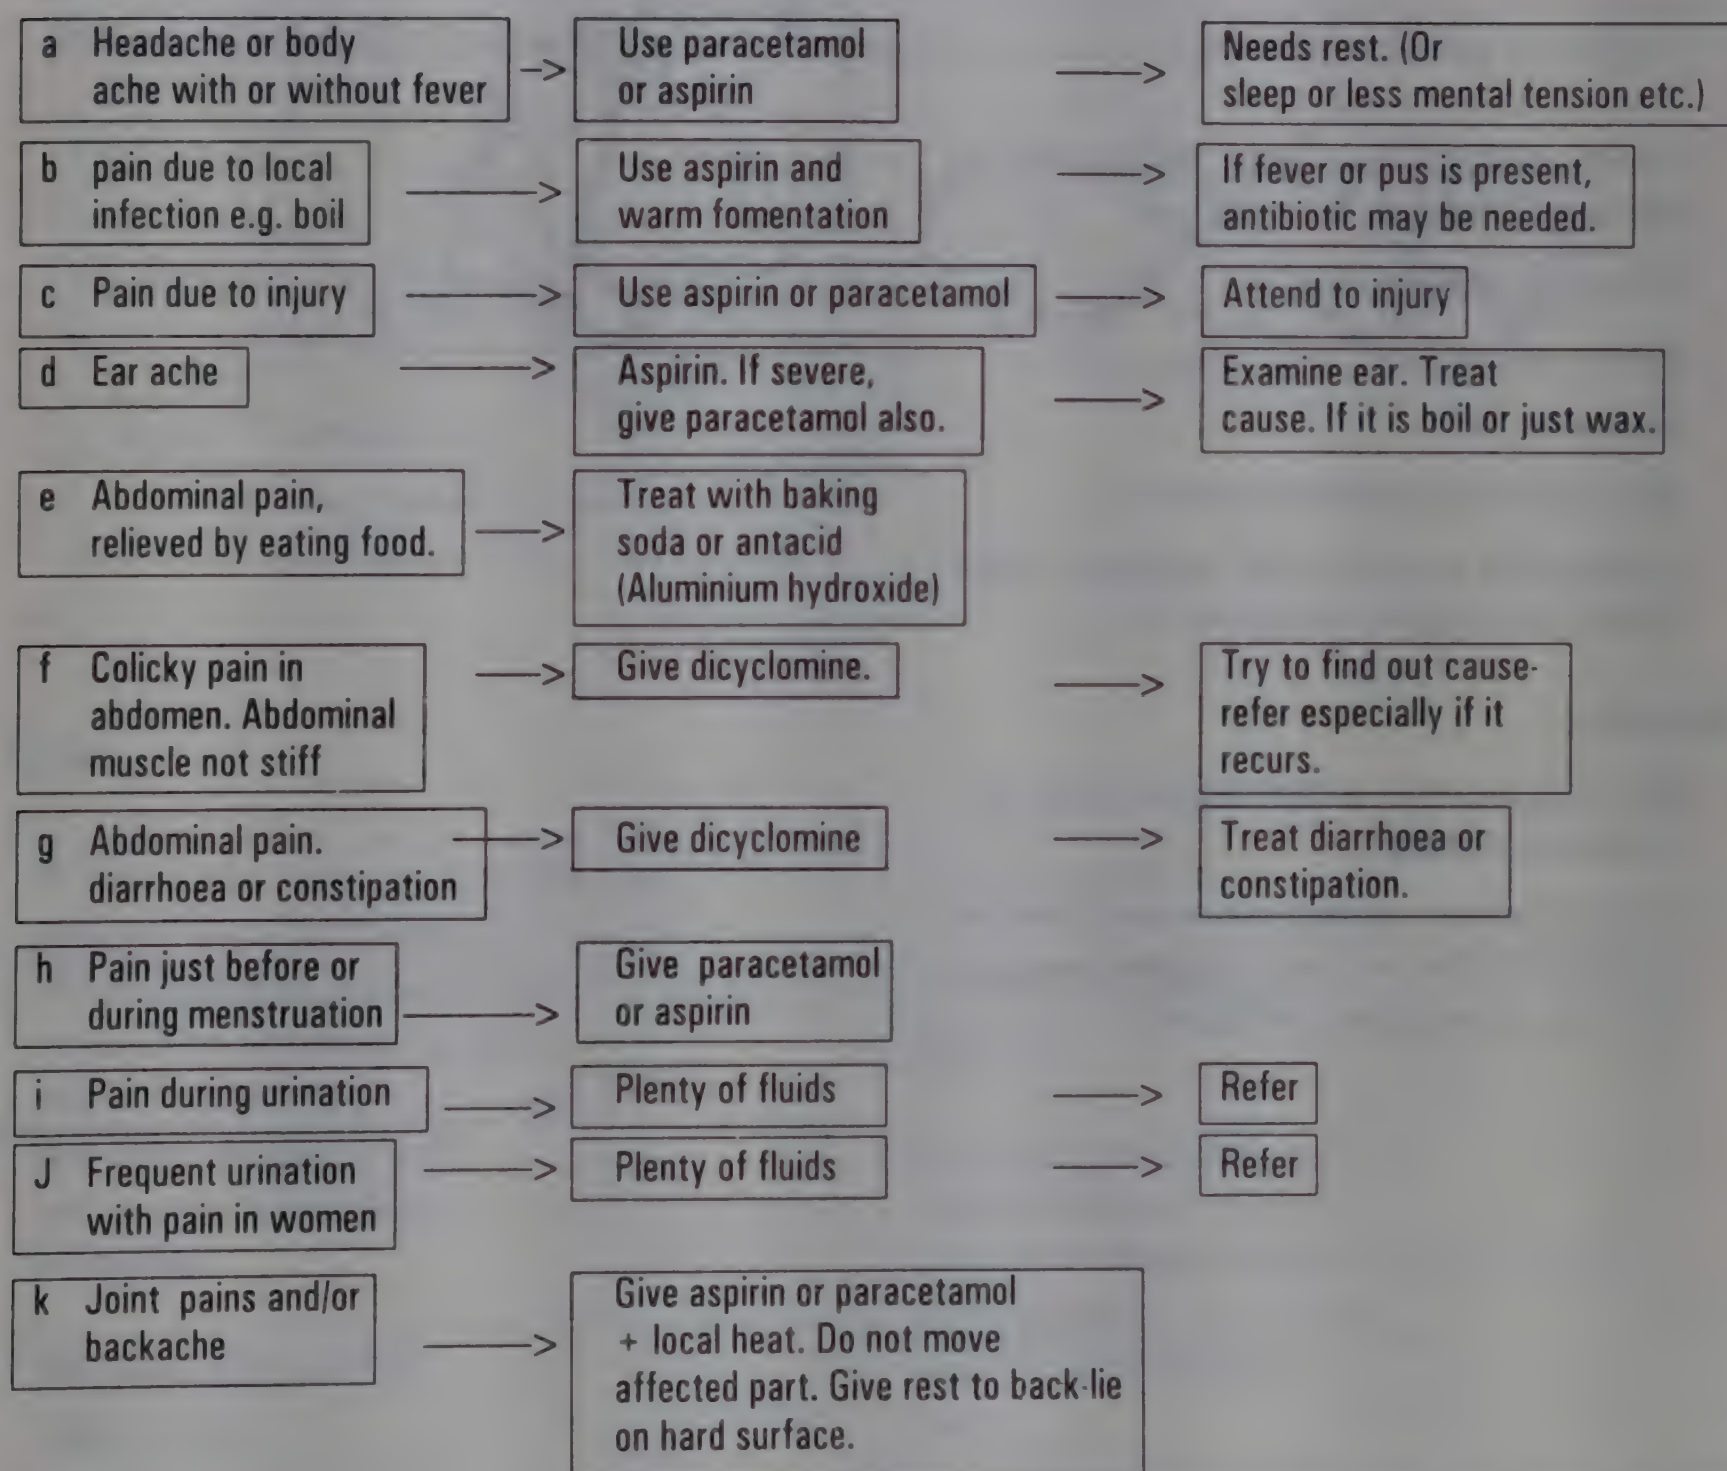 a Headache or body
ache with or without fever
Use paracetamol
or aspirin
Needs rest. (Or
sleep or less mental tension etc.)
b pain due to local
infection e.g. boil
Use aspirin and
warm fomentation
If fever or pus is present,
antibiotic may be needed.
c Pain due to injury
Use aspirin or paracetamol
Attend to injury
d Ear ache
Aspirin. If severe,
give paracetamol also.
Examine ear. Treat
cause. If it is boil or just wax.
e Abdominal pain,
relieved by eating food.
Treat with baking
soda or antacid
(Aluminium hydroxide)
f Colicky pain in
abdomen. Abdominal
muscle not stiff
Give dicyclomine.
Try to find out cause-
refer especially if it
recurs.
g Abdominal pain.
diarrhoea or constipation
Give dicyclomine
Treat diarrhoea or
constipation.
h Pain just before or
during menstruation
Give paracetamol
or aspirin
i Pain during urination
Plenty of fluids
Refer
J Frequent urination
with pain in women
Plenty of fluids
Refer
k Joint pains and/or
backache
Give aspirin or paracetamol
+ local heat. Do not move
affected part. Give rest to back-lie
on hard surface.